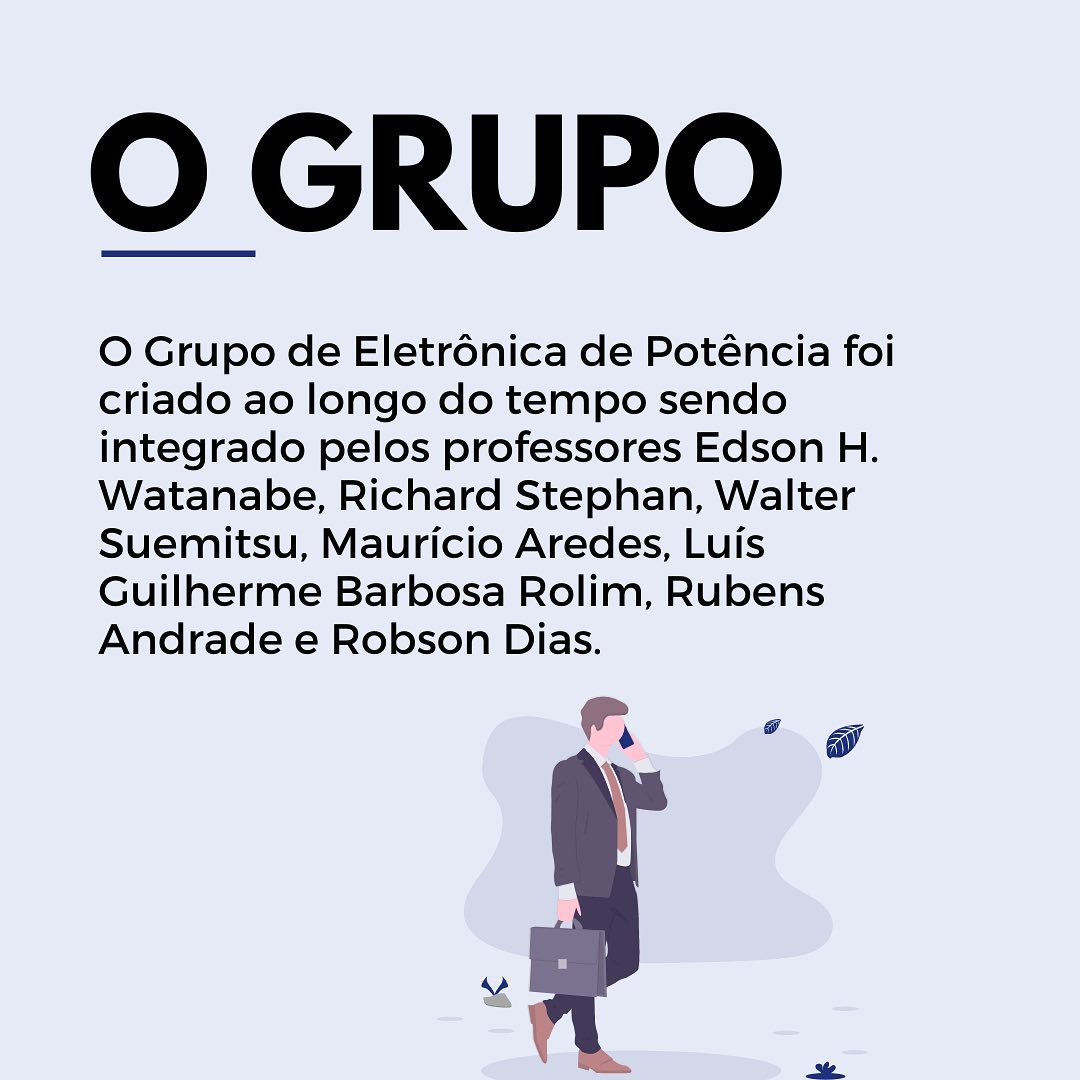 O GRUPO
O Grupo de Eletrônica de Potência foi
criado ao longo do tempo sendo
integrado pelos professores Edson H.
Watanabe, Richard Stephan, Walter
Suemitsu, Maurício Aredes, Luís
Guilherme Barbosa Rolim, Rubens
Andrade e Robson Dias.